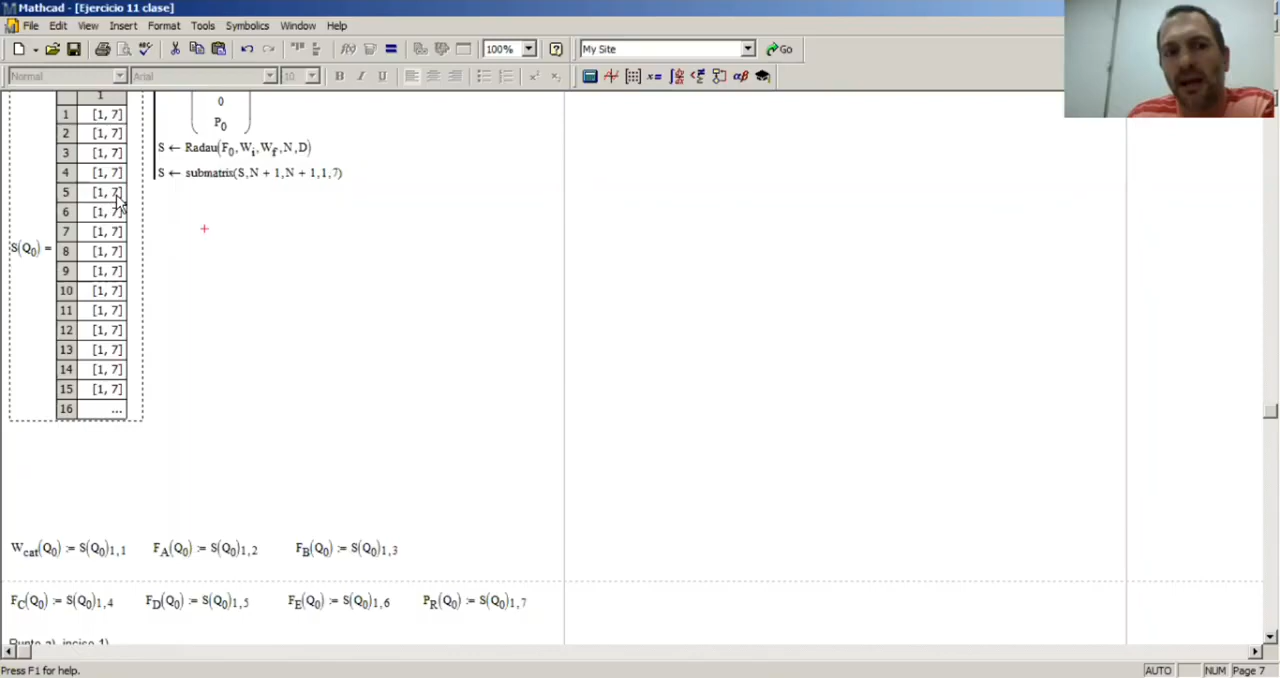 Mathcad - [Ejercicio 11 clase]
File Edit View Insert Format Tools Symbolics Window Help
100% My Site Go
Normal Arial 10 B I U
1
1 [1, 7]
2 [1, 7]
3 [1, 7]
4 [1, 7]
5 [1, 7]
6 [1, 7]
7 [1, 7]
8 [1, 7]
9 [1, 7]
10 [1, 7]
11 [1, 7]
12 [1, 7]
13 [1, 7]
14 [1, 7]
15 [1, 7]
16 ...
S(Q0) =
0
P0
S ← Radau(F0, Wi, Wf, N, D)
S ← submatrix(S, N + 1, N + 1, 1, 7)
Wcat(Q0) := S(Q0)1,1 FA(Q0) := S(Q0)1,2 FB(Q0) := S(Q0)1,3
FC(Q0) := S(Q0)1,4 FD(Q0) := S(Q0)1,5 FE(Q0) := S(Q0)1,6 PR(Q0) := S(Q0)1,7
Punto a), inciso 1)
Press F1 for help. AUTO NUM Page 7